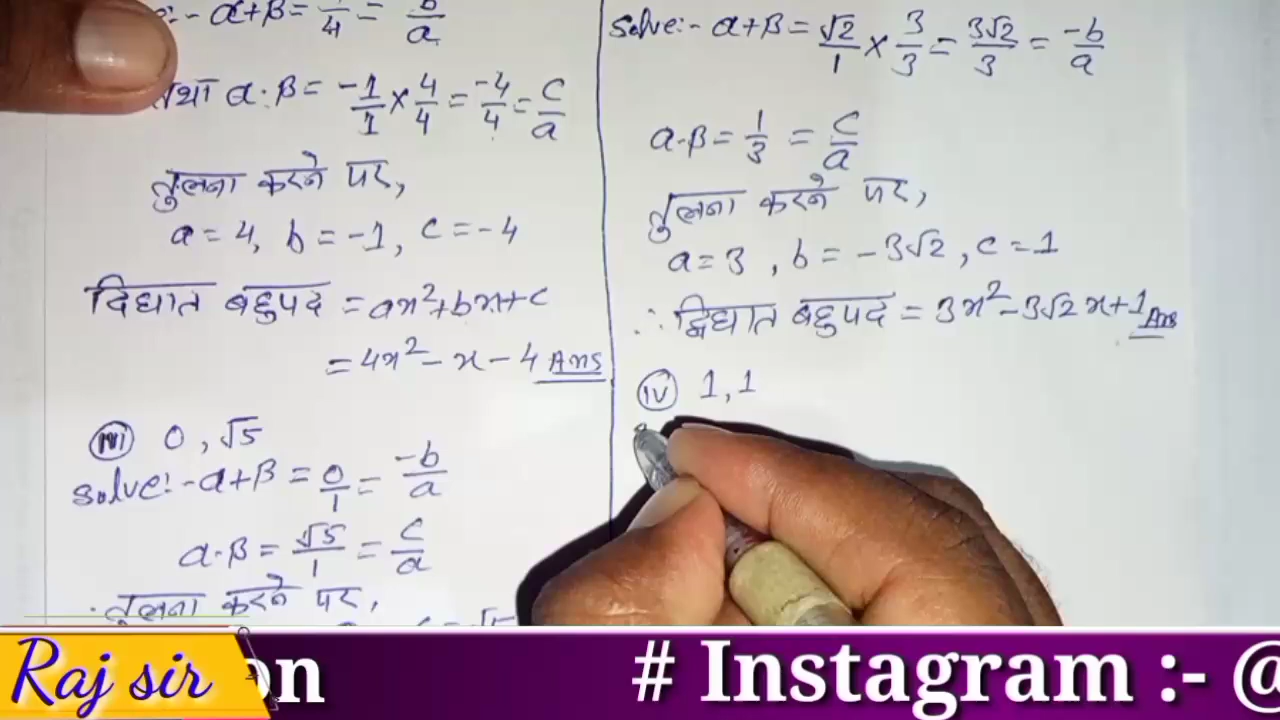 :- α+β = 1/4 = -b/a
तथा α·β = -1/1 × 4/4 = -4/4 = c/a
तुलना करने पर,
a = 4, b = -1, c = -4
द्विघात बहुपद = ax²+bx+c
= 4x² - x - 4 Ans
(iii) 0, √5
Solve:- α+β = 0/1 = -b/a
α·β = √5/1 = c/a
तुलना करने पर,
Solve:- α+β = √2/1 × 3/3 = 3√2/3 = -b/a
α·β = 1/3 = c/a
तुलना करने पर,
a = 3, b = -3√2, c = 1
∴ द्विघात बहुपद = 3x² - 3√2x + 1 Ans
(iv) 1, 1
Raj sir
on # Instagram :- @